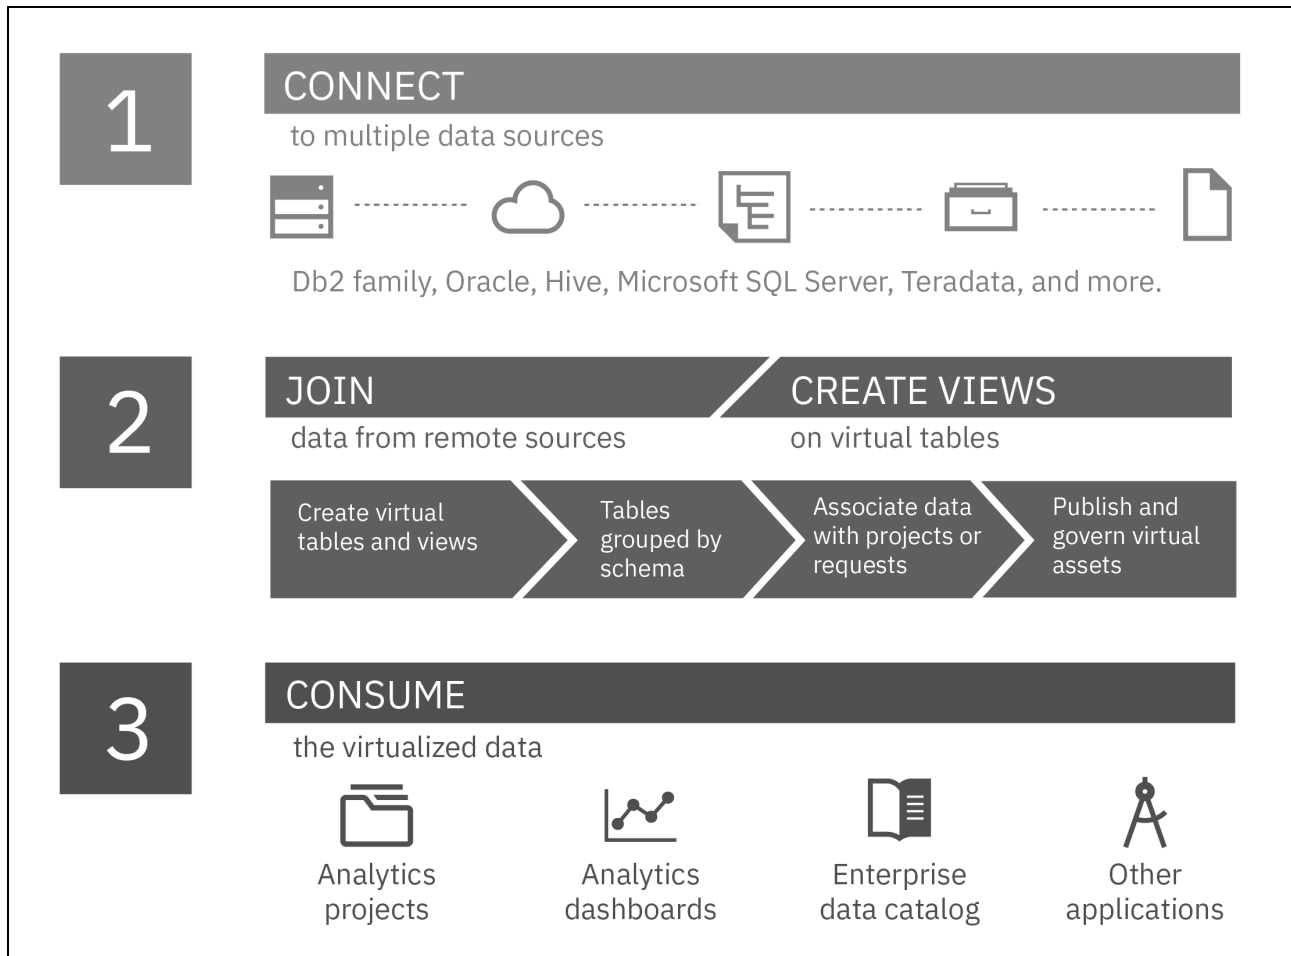 1
CONNECT
to multiple data sources
Db2 family, Oracle, Hive, Microsoft SQL Server, Teradata, and more.
2
JOIN
data from remote sources
CREATE VIEWS
on virtual tables
Create virtual
tables and views
Tables
grouped by
schema
Associate data
with projects or
requests
Publish and
govern virtual
assets
3
CONSUME
the virtualized data
Analytics
projects
Analytics
dashboards
Enterprise
data catalog
Other
applications